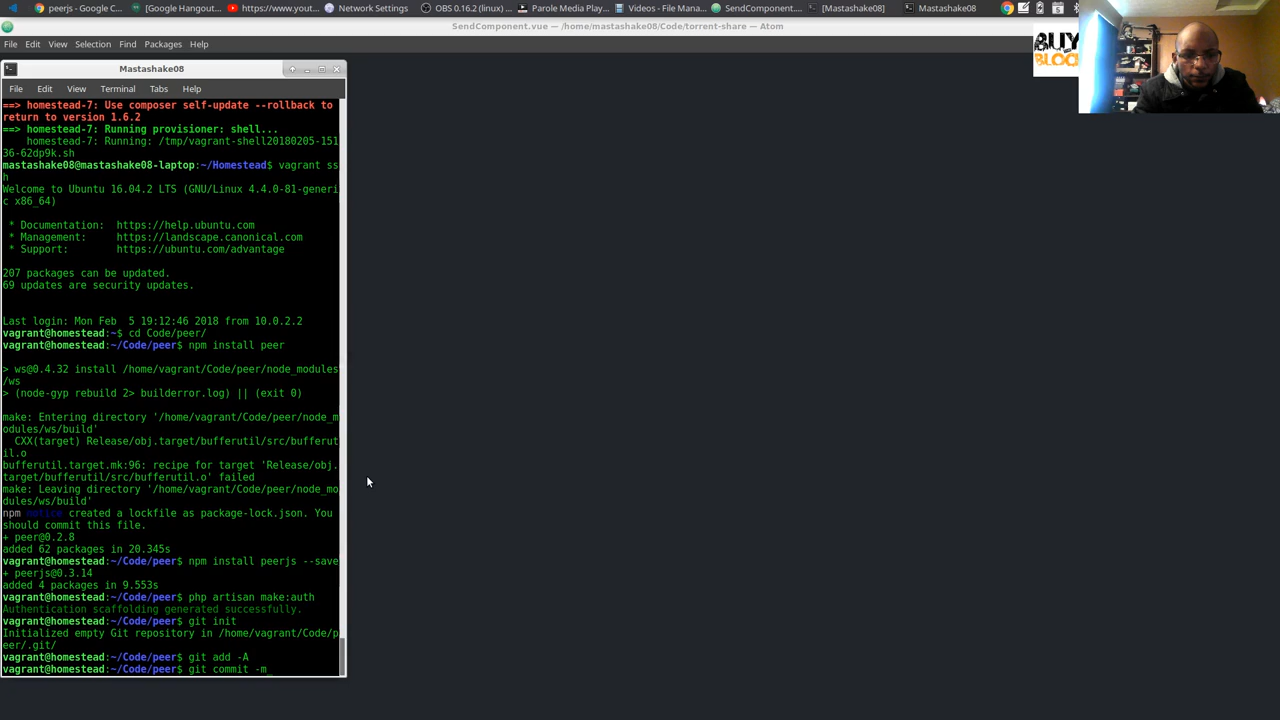 peerjs - Google C...
[Google Hangout...
https://www.yout...
Network Settings
OBS 0.16.2 (linux) ...
Parole Media Play...
Videos - File Mana...
SendComponent.v...
[Mastashake08]
Mastashake08
SendComponent.vue — /home/mastashake08/Code/torrent-share — Atom
File Edit View Selection Find Packages Help
BUY
BLOC
Mastashake08
File Edit View Terminal Tabs Help
==> homestead-7: Use composer self-update --rollback to
return to version 1.6.2
==> homestead-7: Running provisioner: shell...
homestead-7: Running: /tmp/vagrant-shell20180205-151
36-62dp9k.sh
mastashake08@mastashake08-laptop:~/Homestead$ vagrant ss
h
Welcome to Ubuntu 16.04.2 LTS (GNU/Linux 4.4.0-81-generi
c x86_64)
* Documentation: https://help.ubuntu.com
* Management: https://landscape.canonical.com
* Support: https://ubuntu.com/advantage
207 packages can be updated.
69 updates are security updates.
Last login: Mon Feb 5 19:12:46 2018 from 10.0.2.2
vagrant@homestead:~$ cd Code/peer/
vagrant@homestead:~/Code/peer$ npm install peer
> ws@0.4.32 install /home/vagrant/Code/peer/node_modules
/ws
> (node-gyp rebuild 2> builderror.log) || (exit 0)
make: Entering directory '/home/vagrant/Code/peer/node_m
odules/ws/build'
CXX(target) Release/obj.target/bufferutil/src/bufferut
il.o
bufferutil.target.mk:96: recipe for target 'Release/obj.
target/bufferutil/src/bufferutil.o' failed
make: Leaving directory '/home/vagrant/Code/peer/node_mo
dules/ws/build'
npm notice created a lockfile as package-lock.json. You
should commit this file.
+ peer@0.2.8
added 62 packages in 20.345s
vagrant@homestead:~/Code/peer$ npm install peerjs --save
+ peerjs@0.3.14
added 4 packages in 9.553s
vagrant@homestead:~/Code/peer$ php artisan make:auth
Authentication scaffolding generated successfully.
vagrant@homestead:~/Code/peer$ git init
Initialized empty Git repository in /home/vagrant/Code/p
eer/.git/
vagrant@homestead:~/Code/peer$ git add -A
vagrant@homestead:~/Code/peer$ git commit -m_